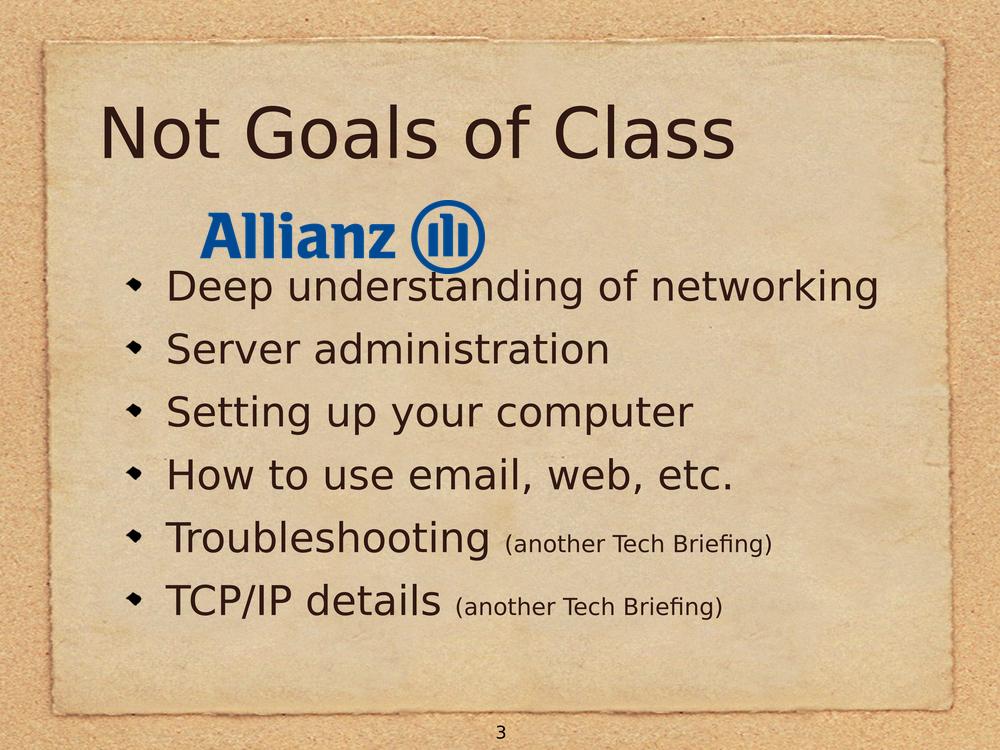 Not Goals of Class
Allianz
Deep understanding of networking
Server administration
Setting up your computer
How to use email, web, etc.
Troubleshooting (another Tech Briefing)
TCP/IP details (another Tech Briefing)
3